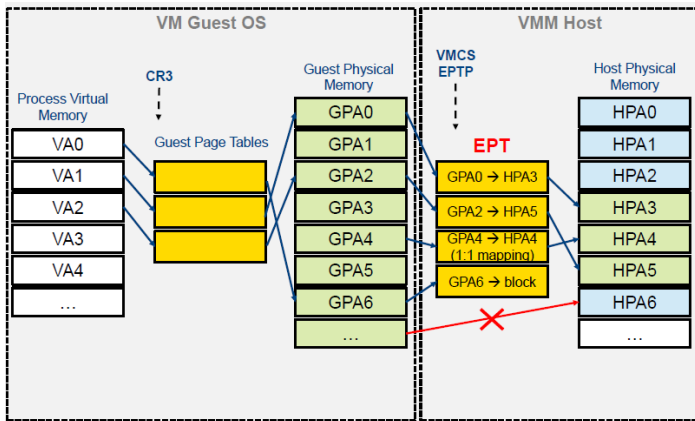 VM Guest OS
VMM Host
CR3
VMCS
EPTP
Process Virtual
Memory
Guest Page Tables
Guest Physical
Memory
EPT
Host Physical
Memory
VA0
VA1
VA2
VA3
VA4
...
GPA0
GPA1
GPA2
GPA3
GPA4
GPA5
GPA6
...
GPA0 → HPA3
GPA2 → HPA5
GPA4 → HPA4
(1:1 mapping)
GPA6 → block
HPA0
HPA1
HPA2
HPA3
HPA4
HPA5
HPA6
...